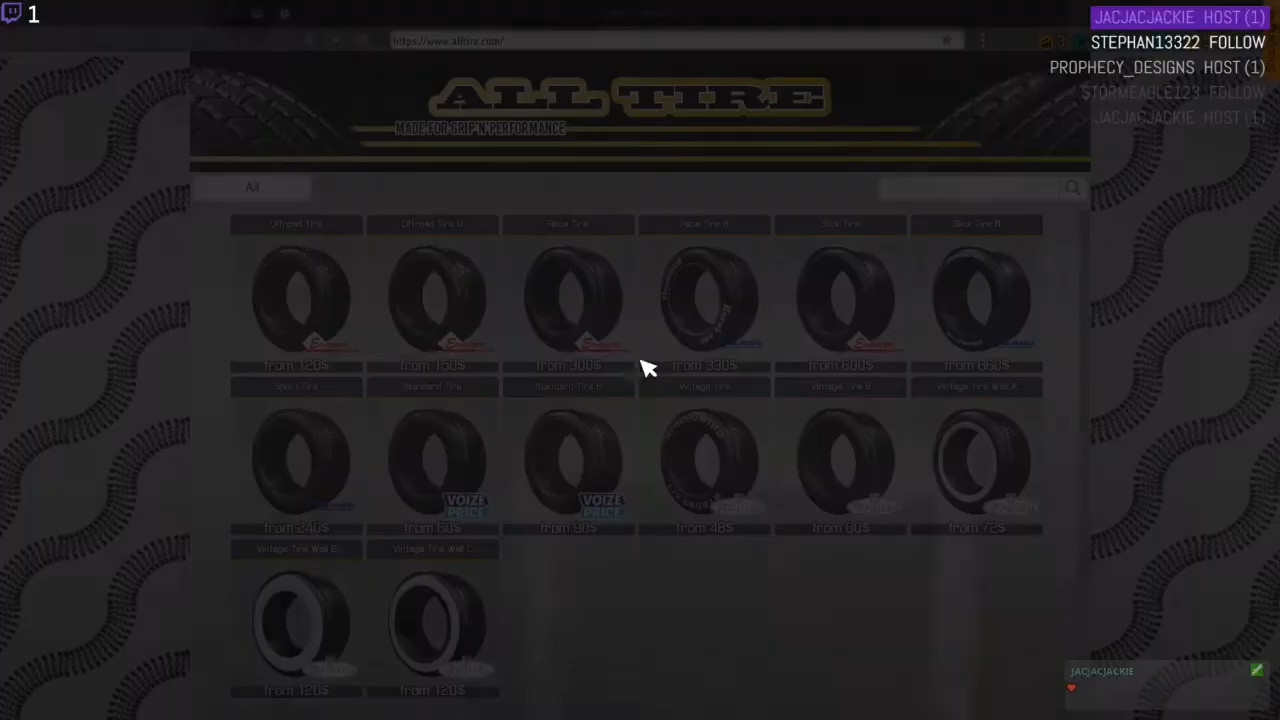 1
JACJACJACKIE HOST (1)
STEPHAN13322 FOLLOW
PROPHECY_DESIGNS HOST (1)
STORMEAGLE123 FOLLOW
JACJACJACKIE HOST (1)
https://www.alltire.com/
ALL TIRE
MADE FOR GRIP'N'PERFORMANCE
All
Offroad Tire
Offroad Tire B
Race Tire
Race Tire B
Slick Tire
Slick Tire B
from 120$
from 150$
from 300$
from 330$
from 600$
from 660$
Sport Tire
Standard Tire
Standard Tire B
Vintage Tire
Vintage Tire B
Vintage Tire Wall A
VOIZE PRICE
VOIZE PRICE
from 240$
from 60$
from 90$
from 48$
from 60$
from 72$
Vintage Tire Wall B
Vintage Tire Wall C
from 120$
from 120$
JACJACJACKIE